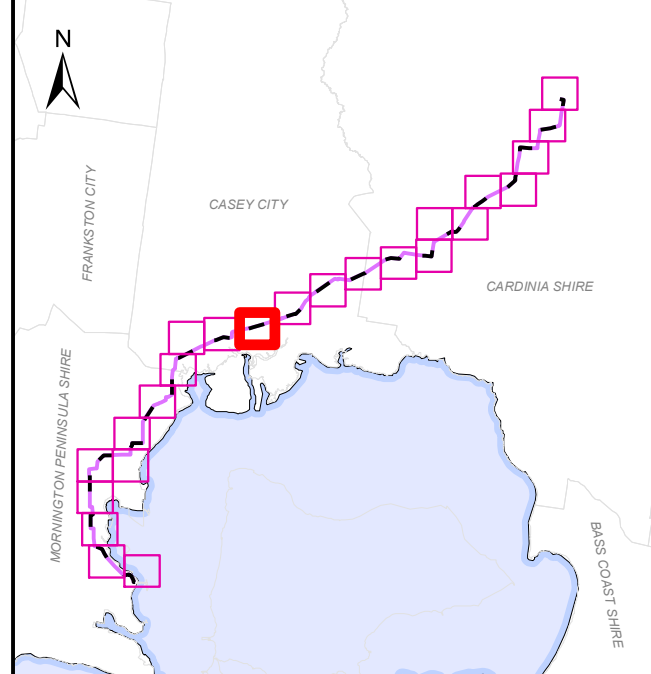 N
FRANKSTON CITY
CASEY CITY
CARDINIA SHIRE
MORNINGTON PENINSULA SHIRE
BASS COAST SHIRE